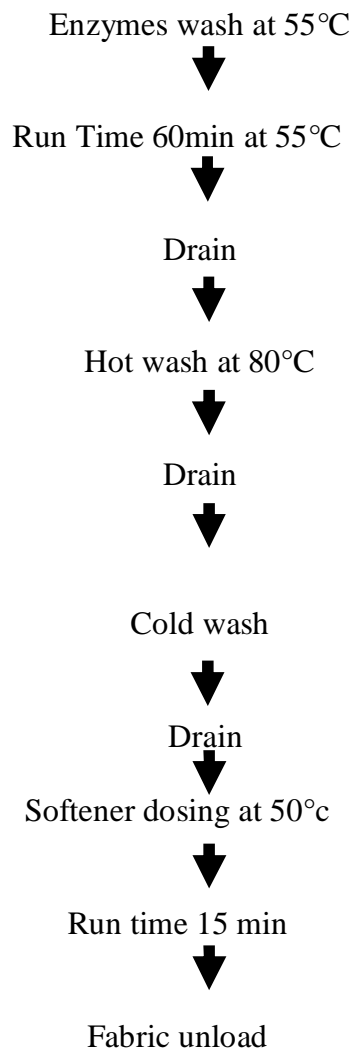 Enzymes wash at 55°C
Run Time 60min at 55°C
Drain
Hot wash at 80°C
Drain
Cold wash
Drain
Softener dosing at 50°c
Run time 15 min
Fabric unload